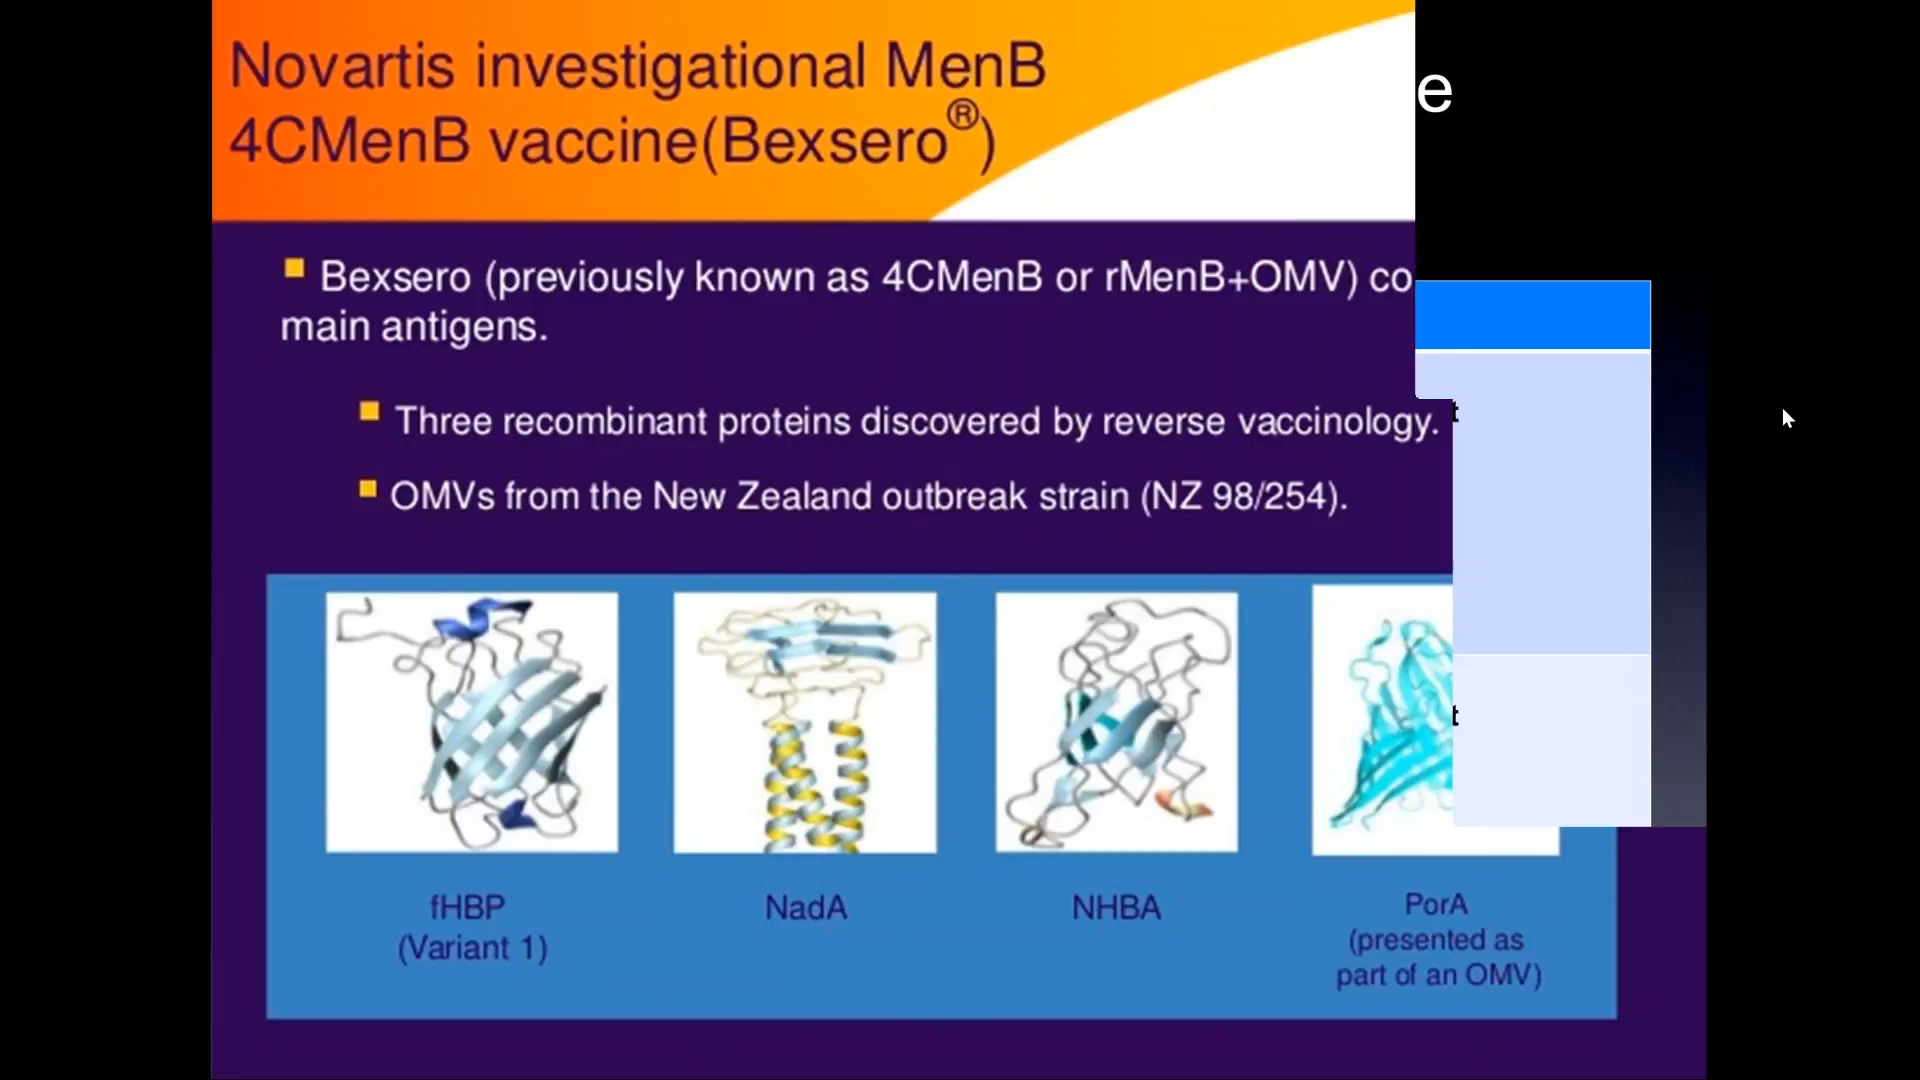 Novartis investigational MenB
4CMenB vaccine(Bexsero®)
e
Bexsero (previously known as 4CMenB or rMenB+OMV) co
main antigens.
Three recombinant proteins discovered by reverse vaccinology.
t
OMVs from the New Zealand outbreak strain (NZ 98/254).
t
fHBP
(Variant 1)
NadA
NHBA
PorA
(presented as
part of an OMV)